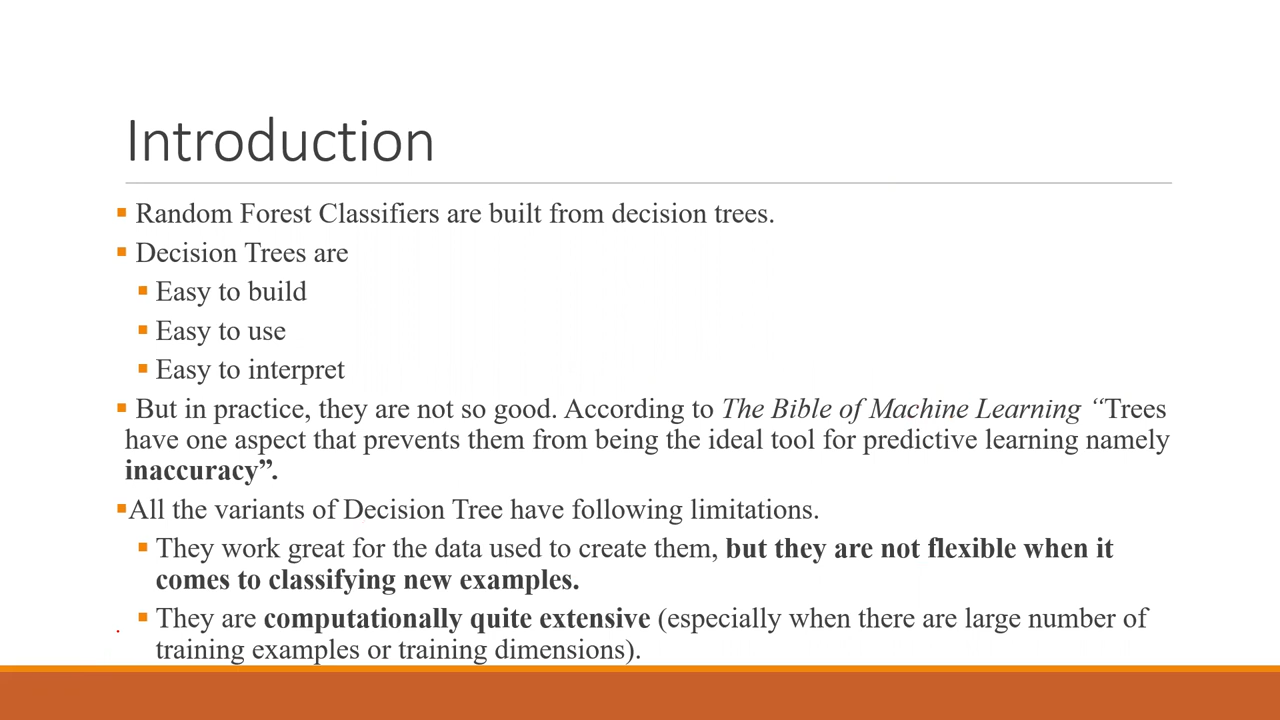 Introduction
▪ Random Forest Classifiers are built from decision trees.
▪ Decision Trees are
▪ Easy to build
▪ Easy to use
▪ Easy to interpret
▪ But in practice, they are not so good. According to The Bible of Machine Learning “Trees
have one aspect that prevents them from being the ideal tool for predictive learning namely
inaccuracy”.
▪All the variants of Decision Tree have following limitations.
▪ They work great for the data used to create them, but they are not flexible when it
comes to classifying new examples.
▪ They are computationally quite extensive (especially when there are large number of
training examples or training dimensions).